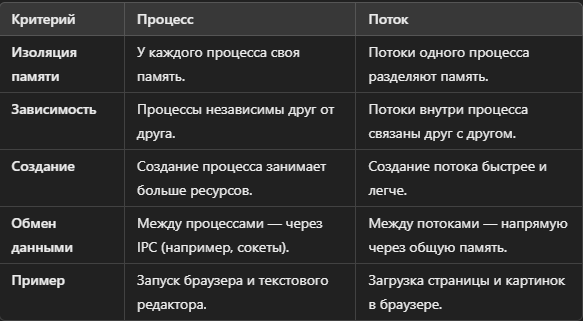 Критерий Процесс Поток
Изоляция памяти У каждого процесса своя память. Потоки одного процесса разделяют память.
Зависимость Процессы независимы друг от друга. Потоки внутри процесса связаны друг с другом.
Создание Создание процесса занимает больше ресурсов. Создание потока быстрее и легче.
Обмен данными Между процессами — через IPC (например, сокеты). Между потоками — напрямую через общую память.
Пример Запуск браузера и текстового редактора. Загрузка страницы и картинок в браузере.